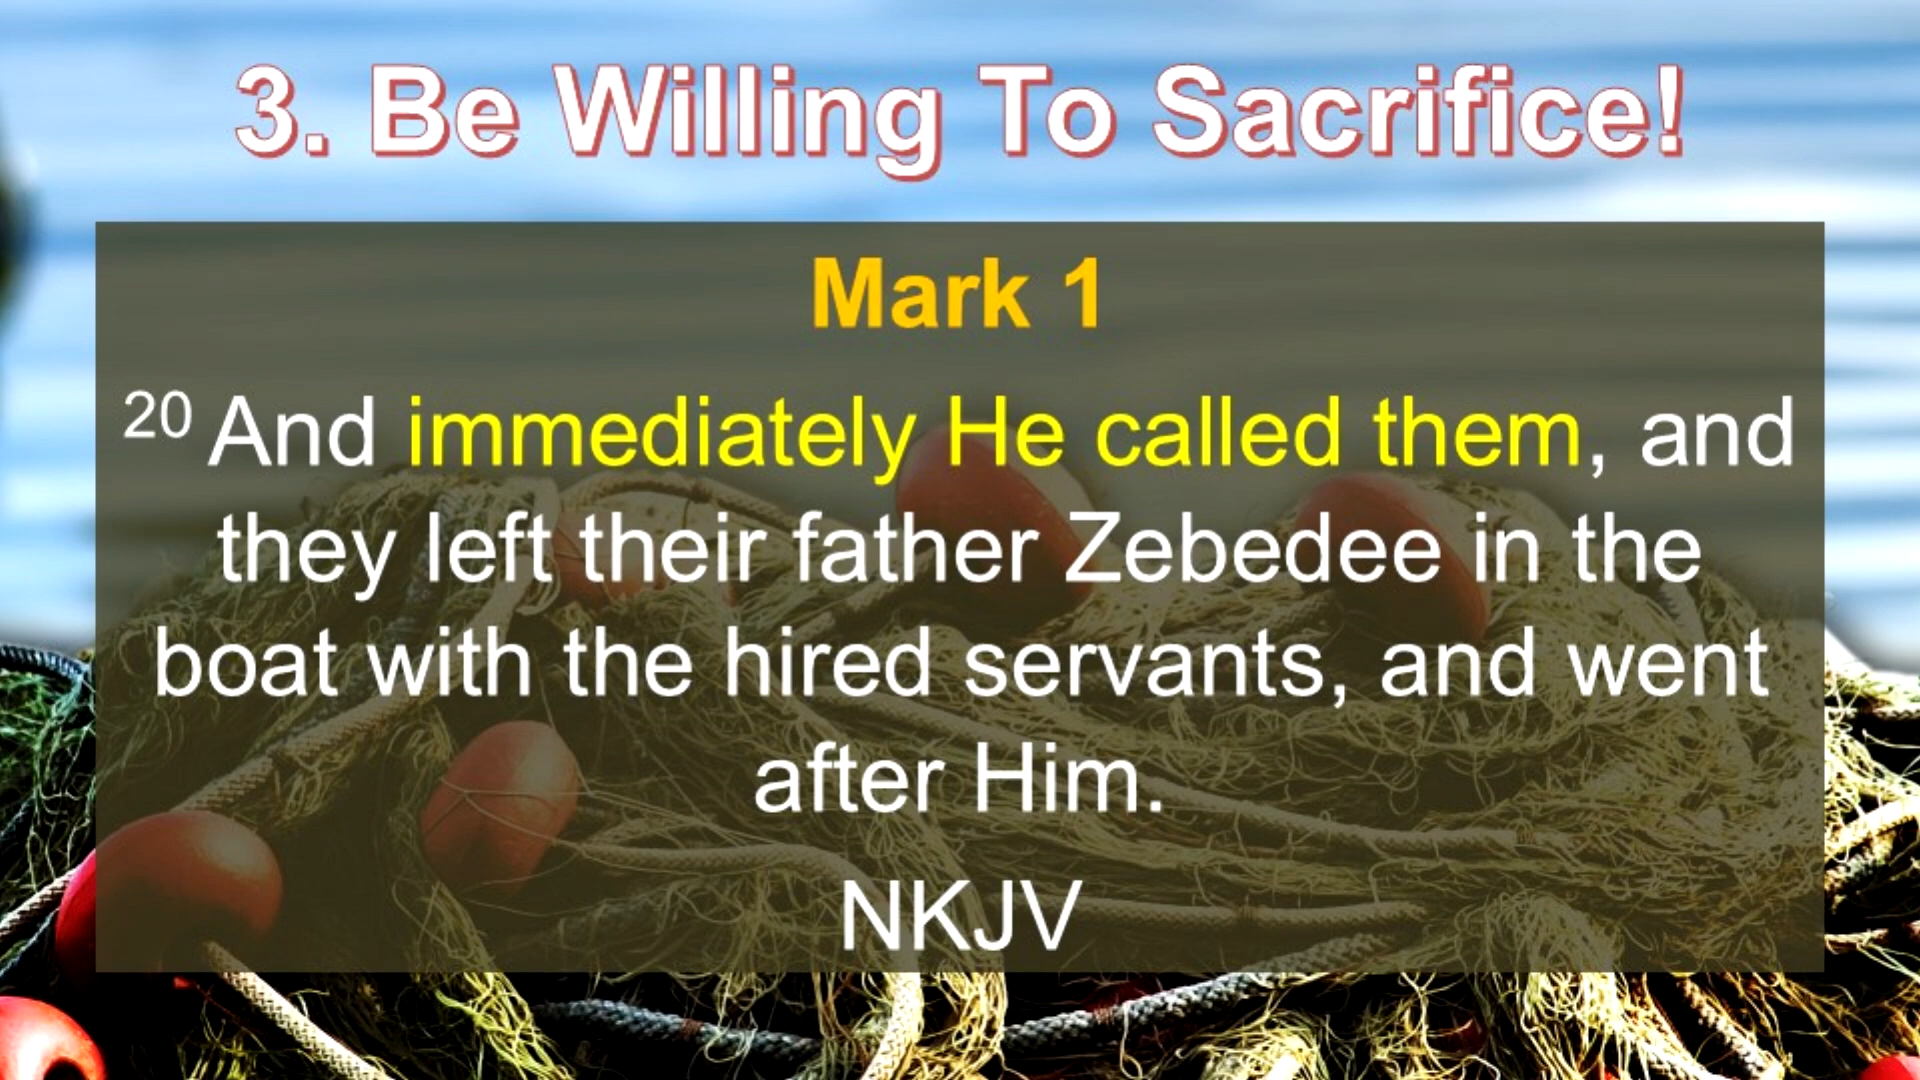 3. Be Willing To Sacrifice!
Mark 1
20 And immediately He called them, and
they left their father Zebedee in the
boat with the hired servants, and went
after Him.
NKJV